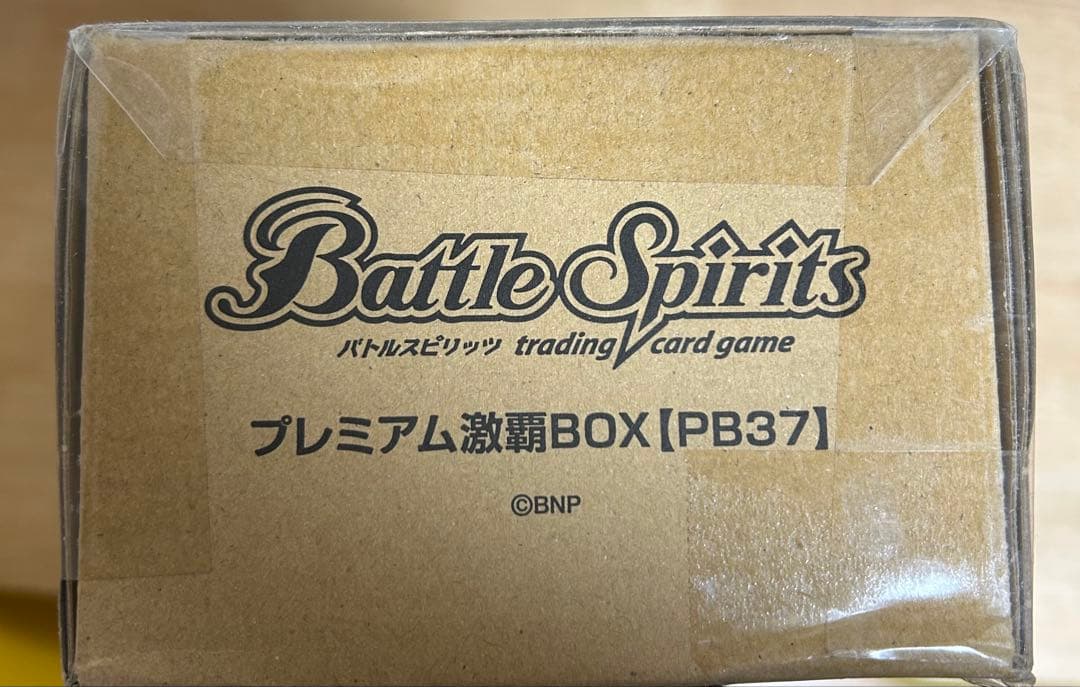 Battle Spirits
バトルスピリッツ trading card game
プレミアム激覇BOX【PB37】
©BNP